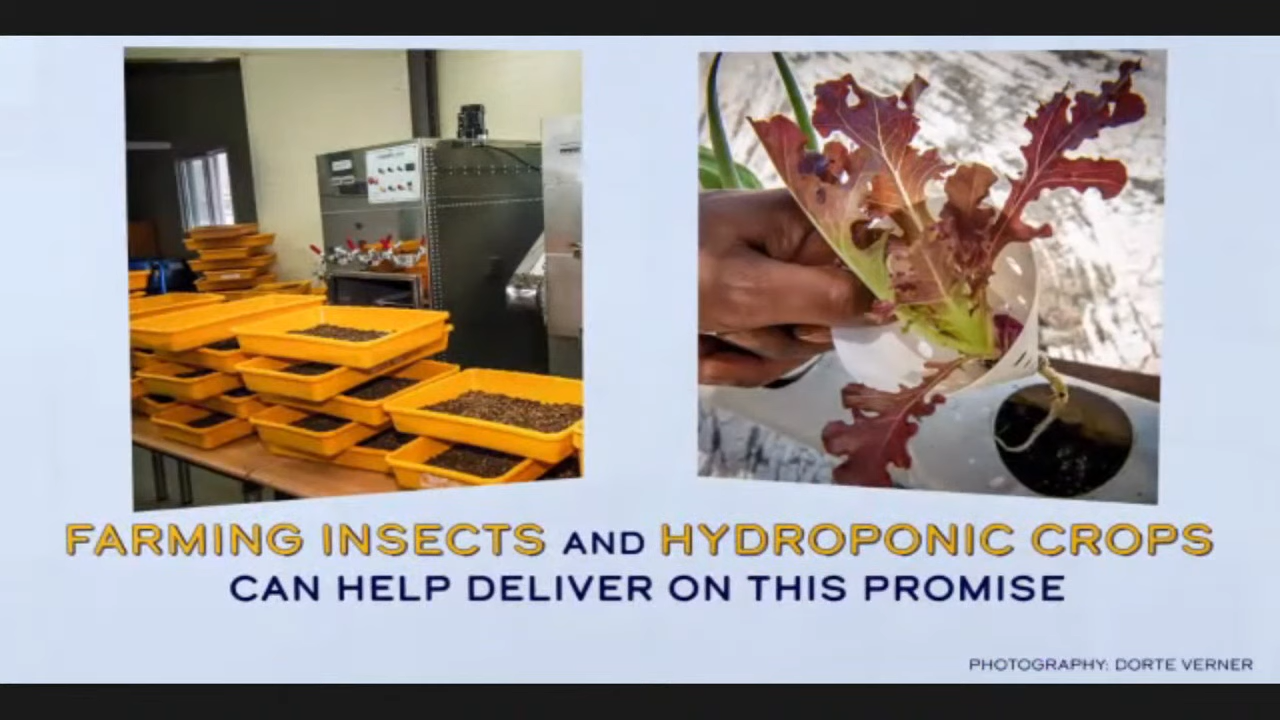 FARMING INSECTS AND HYDROPONIC CROPS
CAN HELP DELIVER ON THIS PROMISE
PHOTOGRAPHY: DORTE VERNER